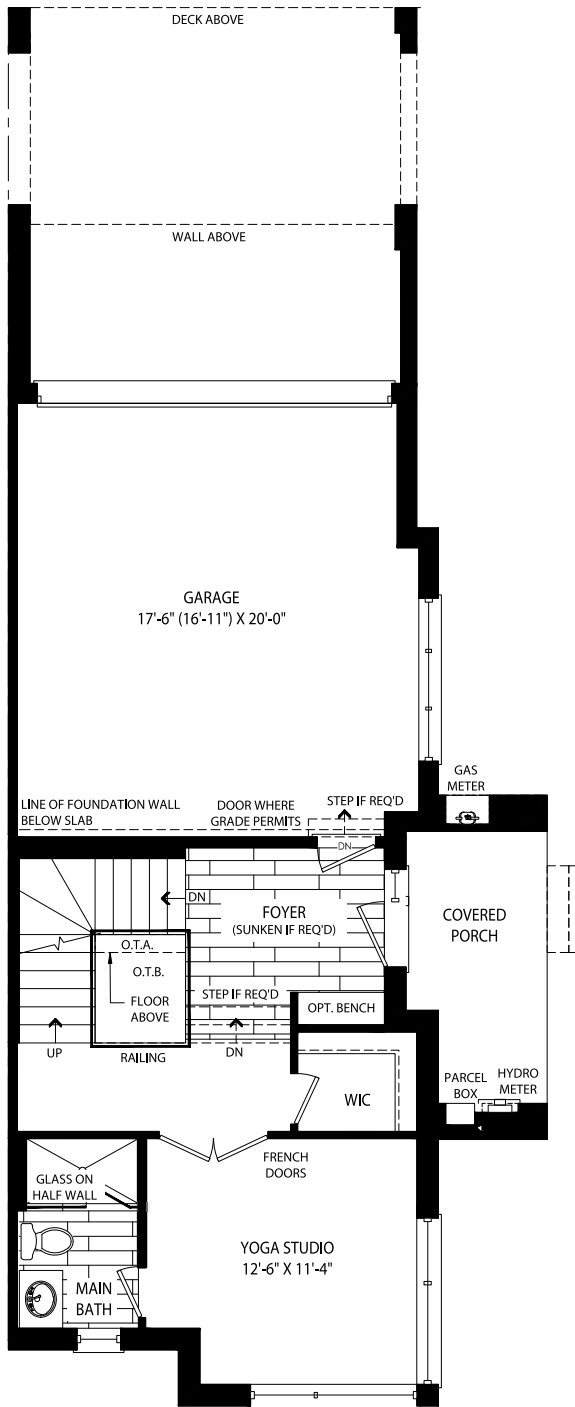 DECK ABOVE
WALL ABOVE
GARAGE
17'-6" (16'-11") X 20'-0"
LINE OF FOUNDATION WALL
BELOW SLAB
DOOR WHERE
GRADE PERMITS
STEP IF REQ'D
DN
GAS
METER
DN
FOYER
(SUNKEN IF REQ'D)
COVERED
PORCH
O.T.A.
O.T.B.
FLOOR
ABOVE
STEP IF REQ'D
OPT. BENCH
UP
RAILING
DN
WIC
PARCEL
BOX
HYDRO
METER
FRENCH
DOORS
GLASS ON
HALF WALL
YOGA STUDIO
12'-6" X 11'-4"
MAIN
BATH